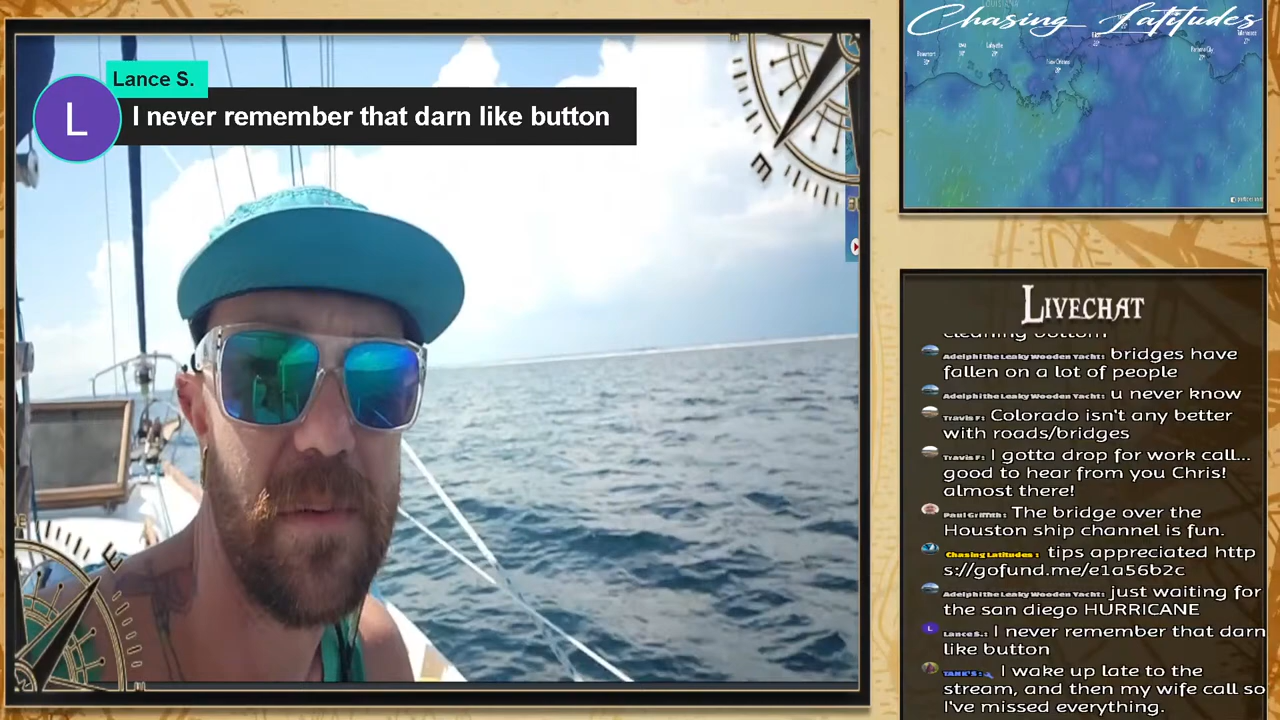 Lance S.
L
I never remember that darn like button
E
E
Chasing Latitudes
New Orleans
Livechat
cleaning bottom
Adelphi the Leaky Wooden Yacht: bridges have
fallen on a lot of people
Adelphi the Leaky Wooden Yacht: u never know
Travis F: Colorado isn't any better
with roads/bridges
Travis F: I gotta drop for work call...
good to hear from you Chris!
almost there!
Paul Griffith: The bridge over the
Houston ship channel is fun.
Chasing Latitudes: tips appreciated http
s://gofund.me/e1a56b2c
Adelphi the Leaky Wooden Yacht: just waiting for
the san diego HURRICANE
L Lance S.: I never remember that darn
like button
TANK'S: I wake up late to the
stream, and then my wife call so
I've missed everything.